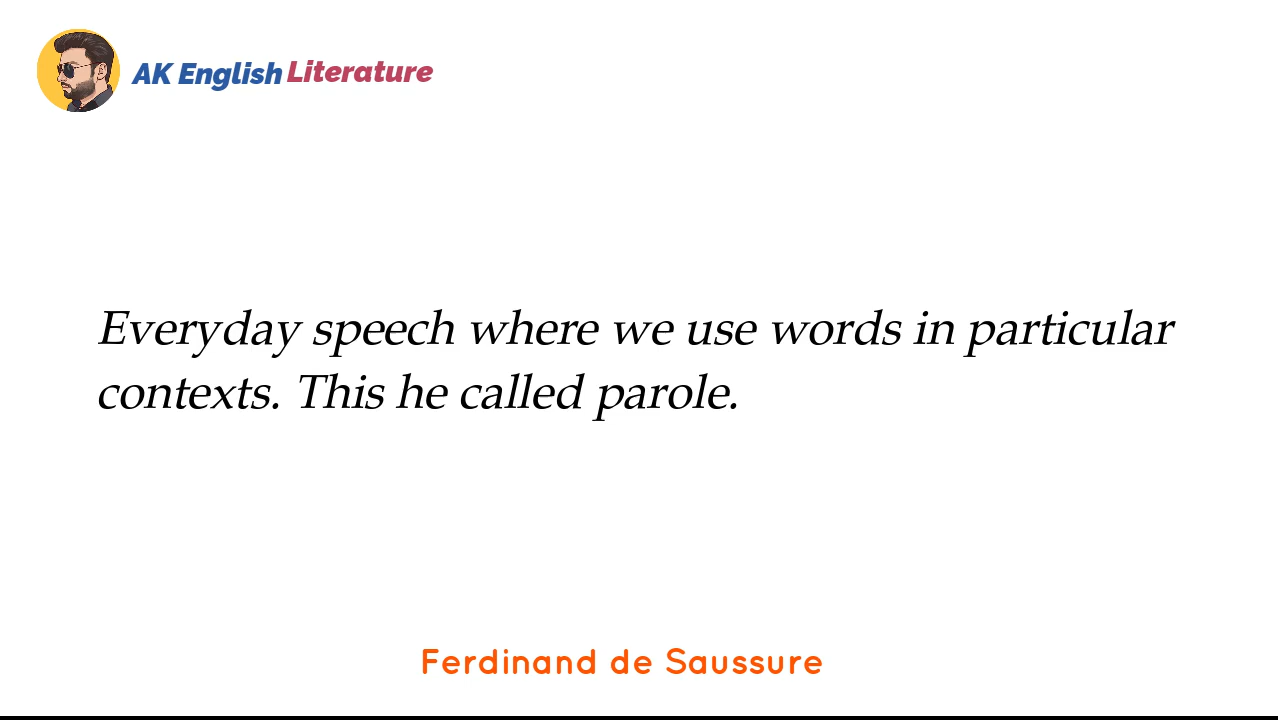 AK English Literature
Everyday speech where we use words in particular
contexts. This he called parole.
Ferdinand de Saussure